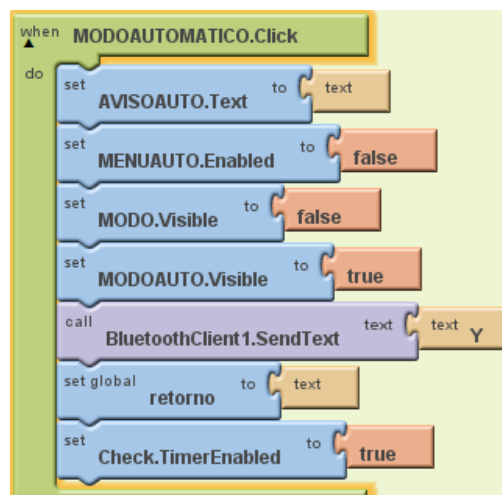 when MODOAUTOMATICO.Click
do
set AVISOAUTO.Text to text
set MENUAUTO.Enabled to false
set MODO.Visible to false
set MODOAUTO.Visible to true
call BluetoothClient1.SendText text text Y
set global retorno to text
set Check.TimerEnabled to true